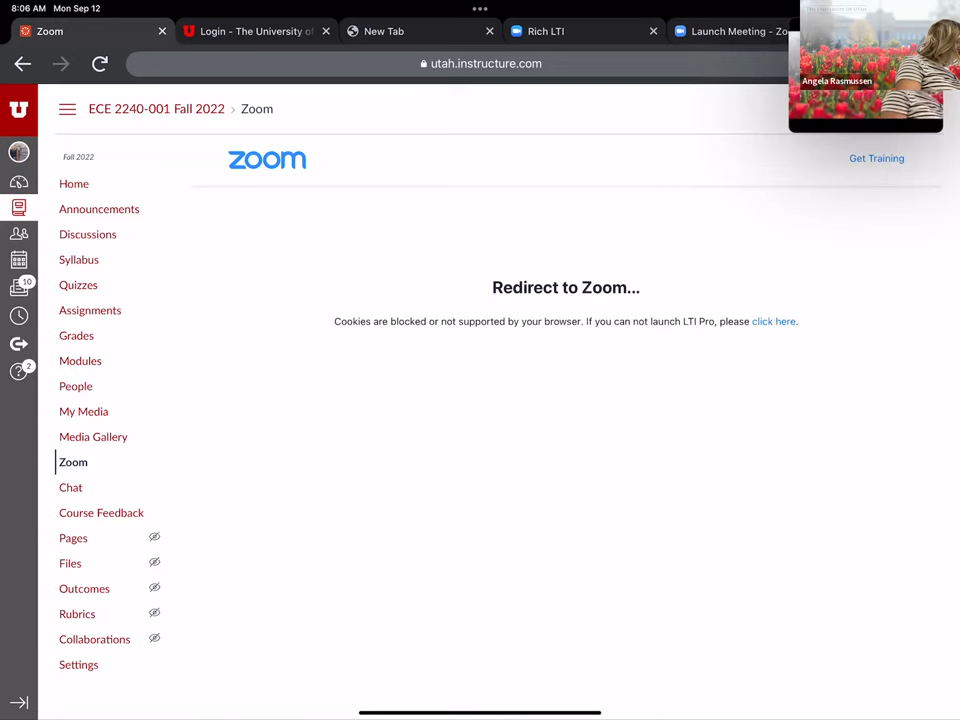 8:06 AM Mon Sep 12
Zoom
Login - The University of
New Tab
Rich LTI
Launch Meeting - Zo
utah.instructure.com
Angela Rasmussen
U
ECE 2240-001 Fall 2022 > Zoom
Fall 2022
zoom
Get Training
Home
Announcements
Discussions
Syllabus
Quizzes
10
Assignments
Grades
Modules
2
People
My Media
Media Gallery
Zoom
Chat
Course Feedback
Pages
Files
Outcomes
Rubrics
Collaborations
Settings
Redirect to Zoom...
Cookies are blocked or not supported by your browser. If you can not launch LTI Pro, please click here.